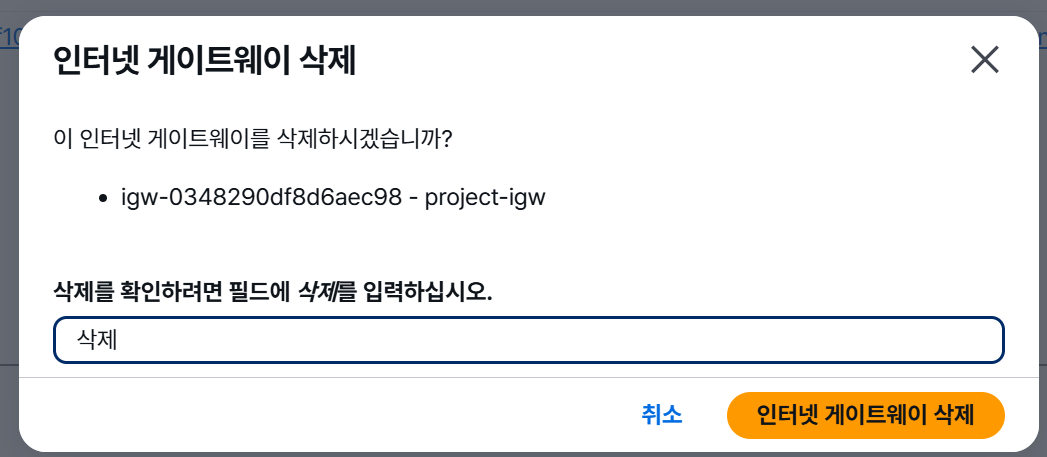 인터넷 게이트웨이 삭제
이 인터넷 게이트웨이를 삭제하시겠습니까?
• igw-0348290df8d6aec98 - project-igw
삭제를 확인하려면 필드에 삭제를 입력하십시오.
삭제
취소
인터넷 게이트웨이 삭제